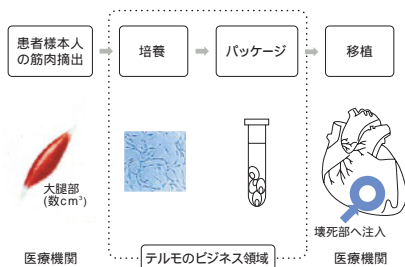 患者様本人
の筋肉摘出
培養
パッケージ
移植
大腿部
(数cm³)
壊死部へ注入
医療機関
テルモのビジネス領域
医療機関